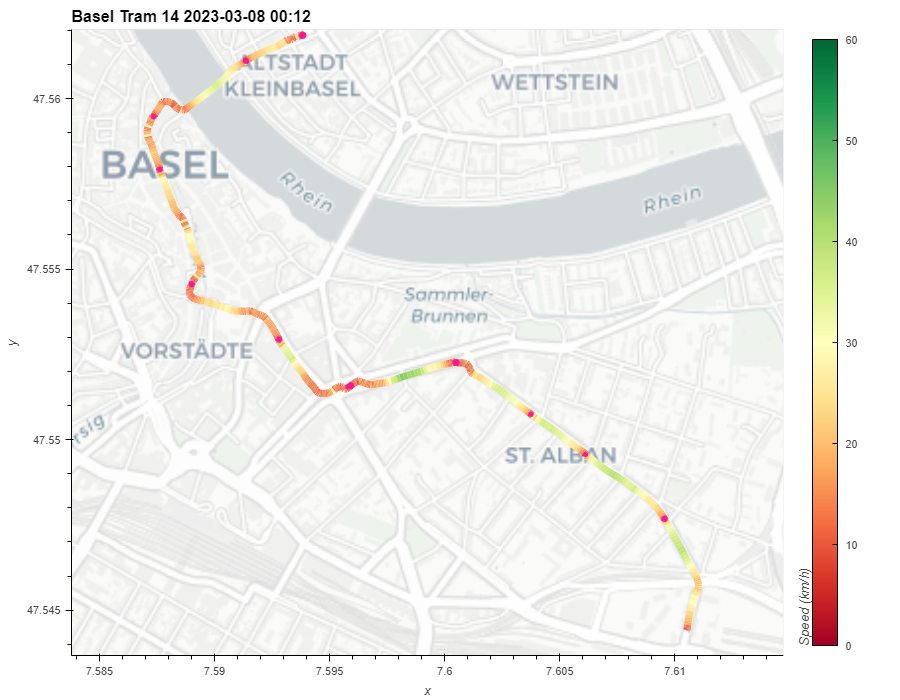 Basel Tram 14 2023-03-08 00:12
ALTSTADT
KLEINBASEL
WETTSTEIN
BASEL
Rhein
Rhein
Sammler-
Brunnen
VORSTÄDTE
ST. ALBAN
rsig
47.56
47.555
47.55
47.545
y
7.585
7.59
7.595
7.6
7.605
7.61
x
60
50
40
30
20
10
0
Speed (km/h)